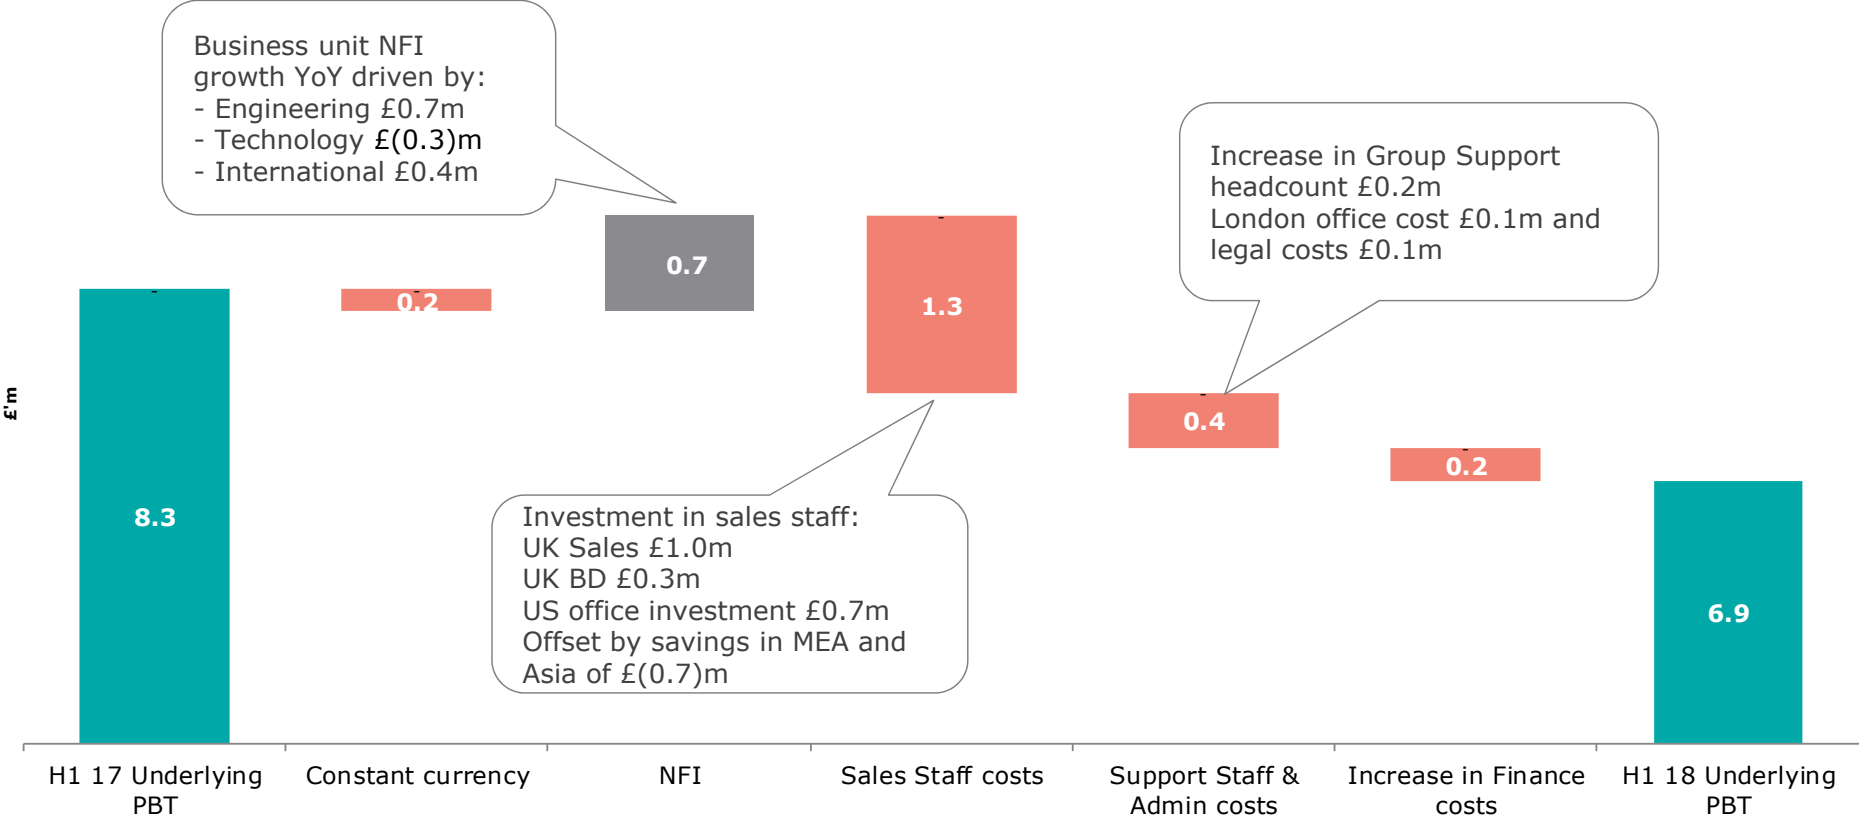 Business unit NFI
growth YoY driven by:
- Engineering £0.7m
- Technology £(0.3)m
- International £0.4m
Increase in Group Support
headcount £0.2m
London office cost £0.1m and
legal costs £0.1m
-
-
0.2
0.7
-
1.3
-
0.4
-
0.2
£'m
8.3
Investment in sales staff:
UK Sales £1.0m
UK BD £0.3m
US office investment £0.7m
Offset by savings in MEA and
Asia of £(0.7)m
6.9
H1 17 Underlying
PBT
Constant currency
NFI
Sales Staff costs
Support Staff &
Admin costs
Increase in Finance
costs
H1 18 Underlying
PBT